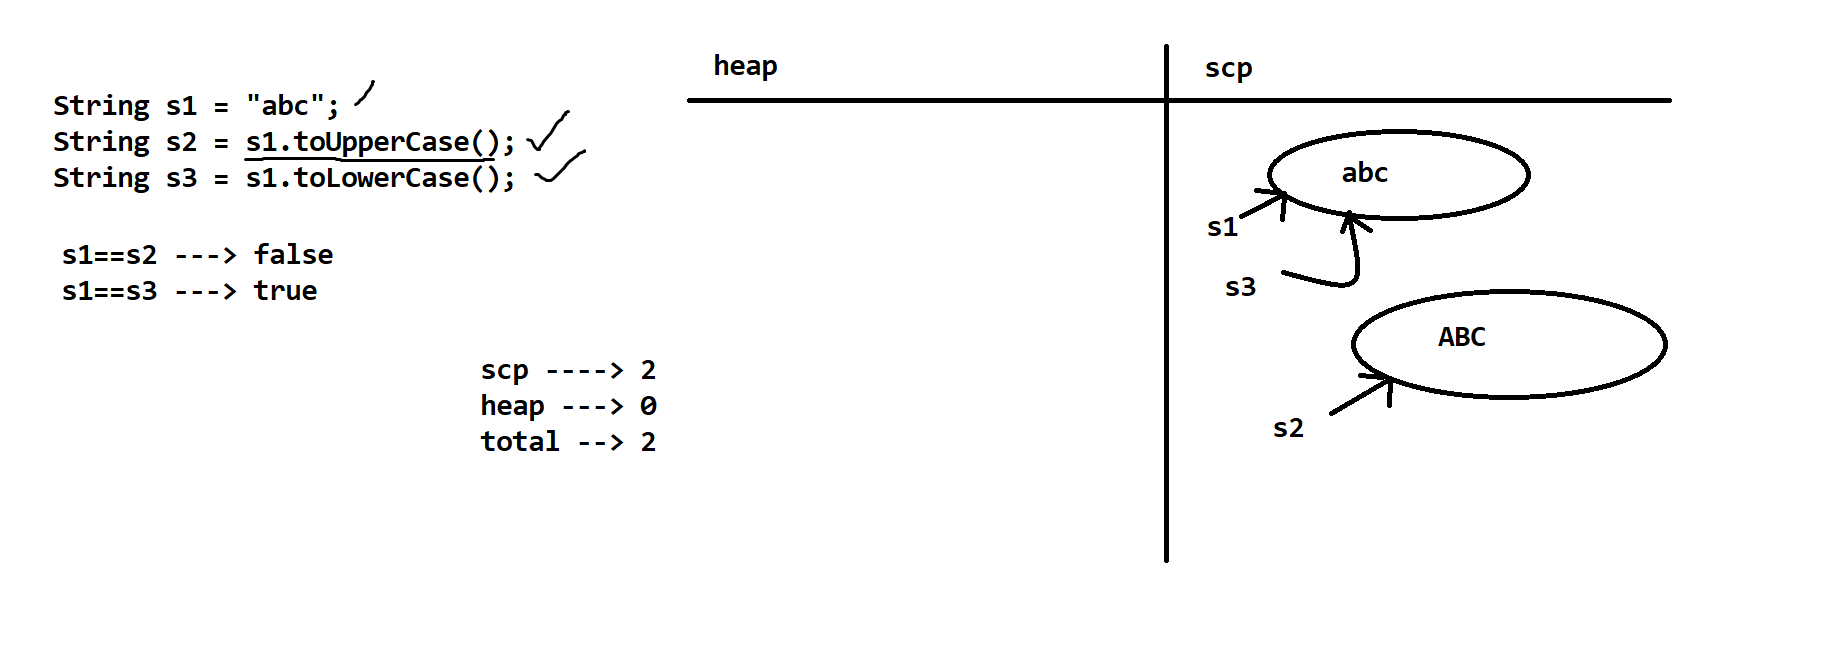 String s1 = "abc";
String s2 = s1.toUpperCase();
String s3 = s1.toLowerCase();
s1==s2 ---> false
s1==s3 ---> true
scp ----> 2
heap ---> 0
total --> 2
heap
scp
abc
s1
s3
ABC
s2